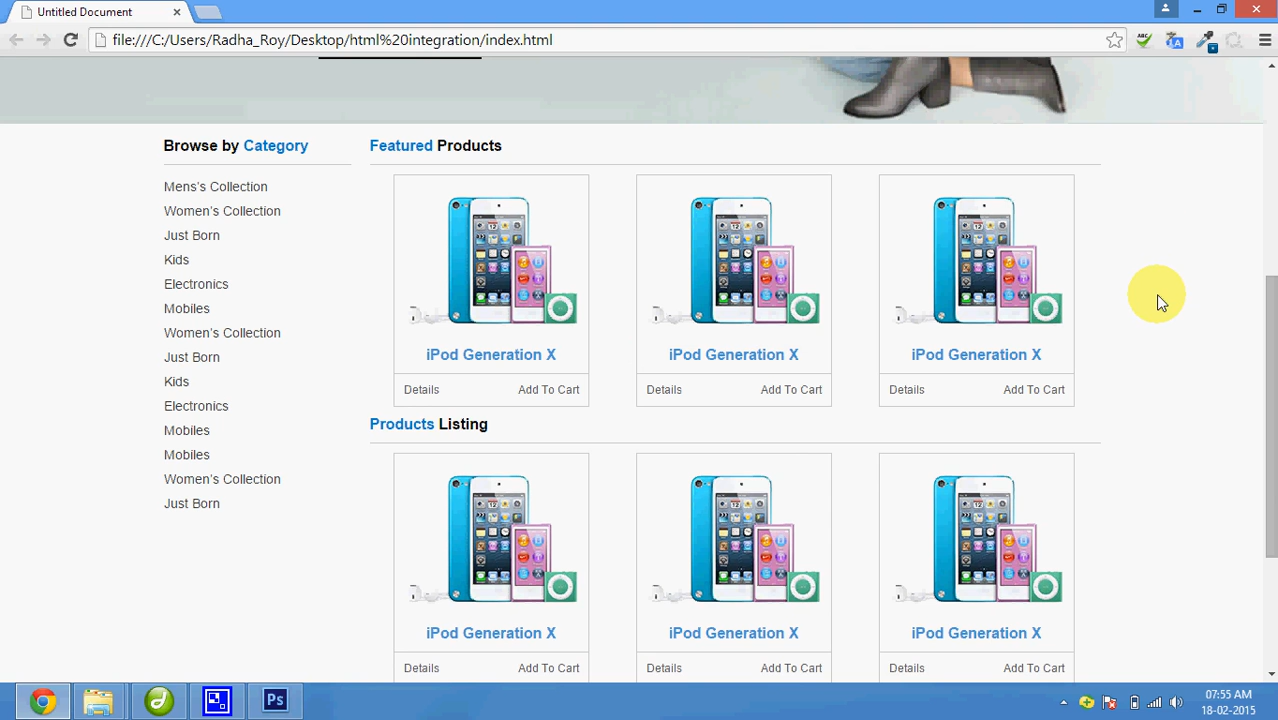 Untitled Document
file:///C:/Users/Radha_Roy/Desktop/html%20integration/index.html
ABC
Browse by Category
Mens's Collection
Women's Collection
Just Born
Kids
Electronics
Mobiles
Women's Collection
Just Born
Kids
Electronics
Mobiles
Mobiles
Women's Collection
Just Born
Featured Products
iPod Generation X
Details Add To Cart
iPod Generation X
Details Add To Cart
iPod Generation X
Details Add To Cart
Products Listing
iPod Generation X
Details Add To Cart
iPod Generation X
Details Add To Cart
iPod Generation X
Details Add To Cart
Ps
07:55 AM
18-02-2015